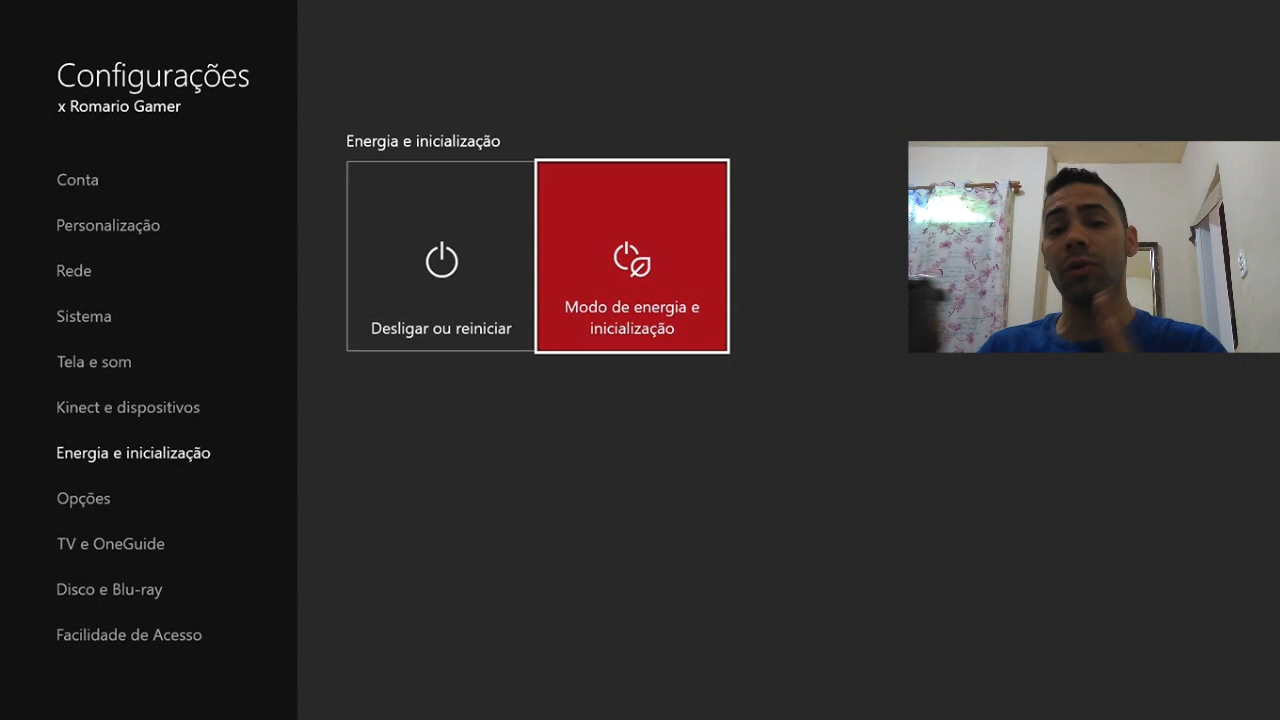 Configurações
x Romario Gamer
Conta
Personalização
Rede
Sistema
Tela e som
Kinect e dispositivos
Energia e inicialização
Opções
TV e OneGuide
Disco e Blu-ray
Facilidade de Acesso
Energia e inicialização
Desligar ou reiniciar
Modo de energia e
inicialização